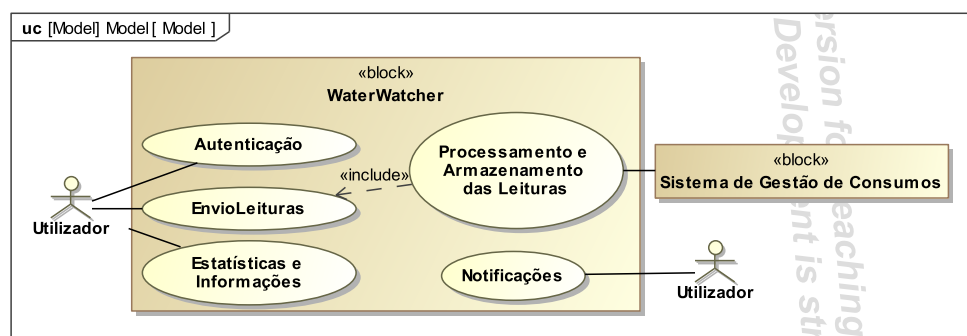 uc [Model] Model [ Model ]
«block»
WaterWatcher
Autenticação
Processamento e
Armazenamento
das Leituras
«include»
«block»
Sistema de Gestão de Consumos
EnvioLeituras
Utilizador
Estatísticas e
Informações
Notificações
Utilizador